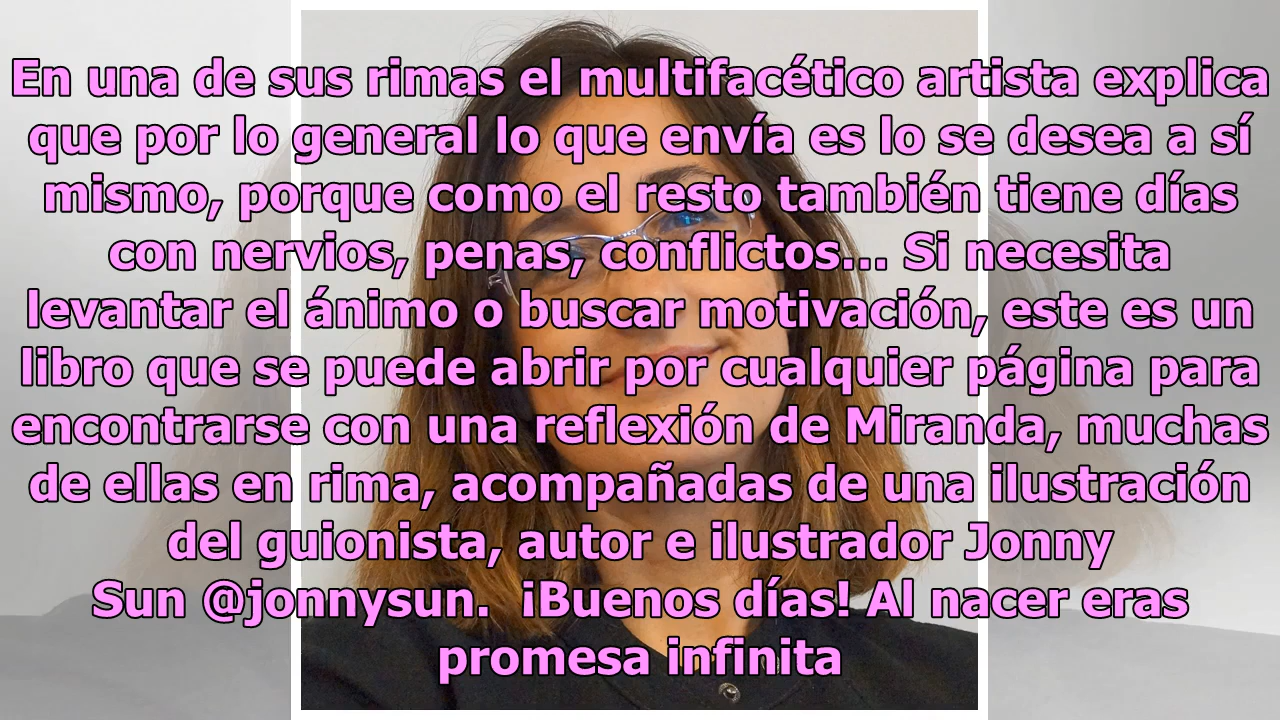 En una de sus rimas el multifacético artista explica
que por lo general lo que envía es lo se desea a sí
mismo, porque como el resto también tiene días
con nervios, penas, conflictos... Si necesita
levantar el ánimo o buscar motivación, este es un
libro que se puede abrir por cualquier página para
encontrarse con una reflexión de Miranda, muchas
de ellas en rima, acompañadas de una ilustración
del guionista, autor e ilustrador Jonny
Sun @jonnysun.  ¡Buenos días! Al nacer eras
promesa infinita